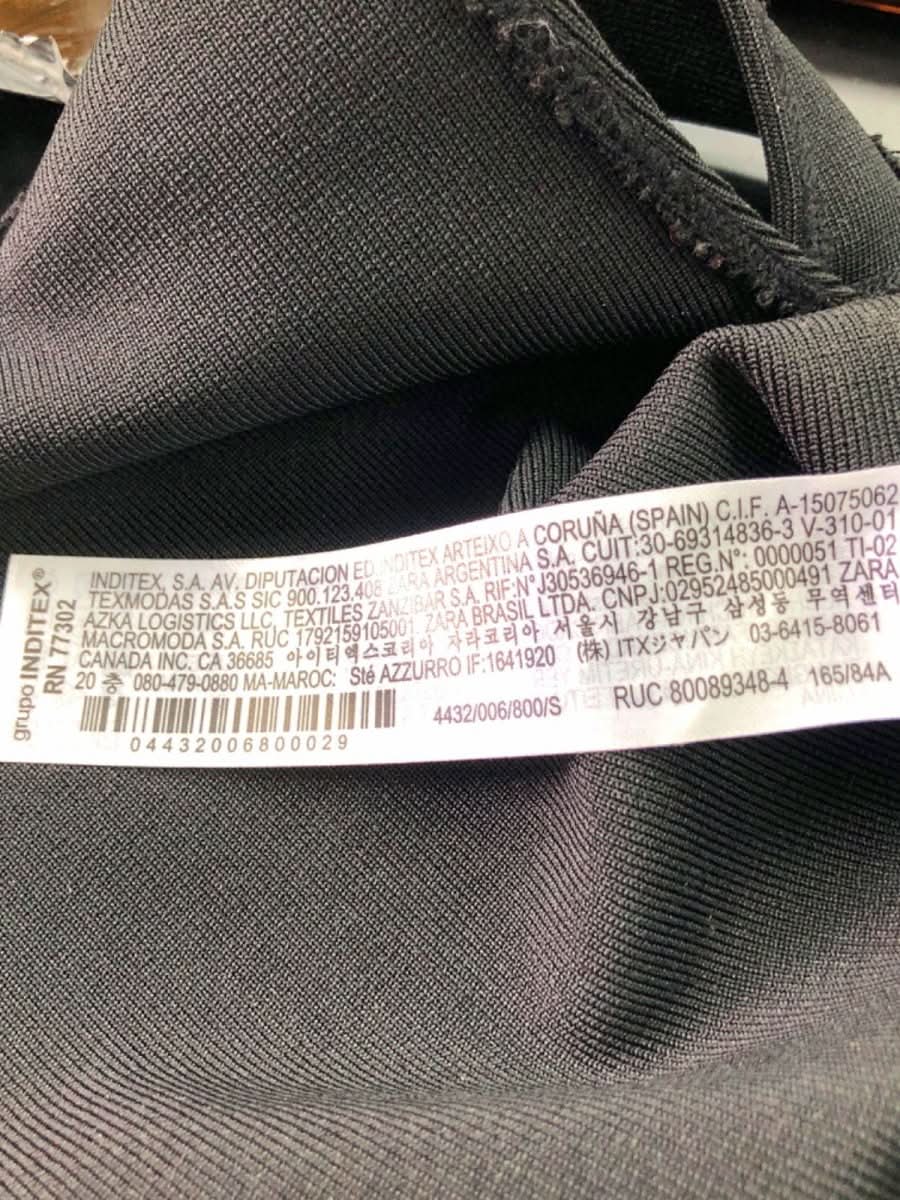 grupo INDITEX®
RN 77302
INDITEX, S.A. AV. DIPUTACION ED. INDITEX ARTEIXO A CORUÑA (SPAIN) C.I.F. A-15075062
TEXMODAS S.A.S SIC 900.123.408 ZARA ARGENTINA S.A. CUIT:30-69314836-3 V-310-01
AZKA LOGISTICS LLC, TEXTILES ZANZIBAR S.A. RIF:Nº J30536946-1 REG.Nº: 0000051 TI-02
MACROMODA S.A. RUC 1792159105001 ZARA BRASIL LTDA. CNPJ:02952485000491 ZARA
CANADA INC. CA 36685 아이티엑스코리아 자라코리아 서울시 강남구 삼성동 무역센터
20 층 080-479-0880 MA-MAROC: Sté AZZURRO IF:1641920 (株) ITXジャパン 03-6415-8061
4432/006/800/S RUC 80089348-4 165/84A
04432006800029